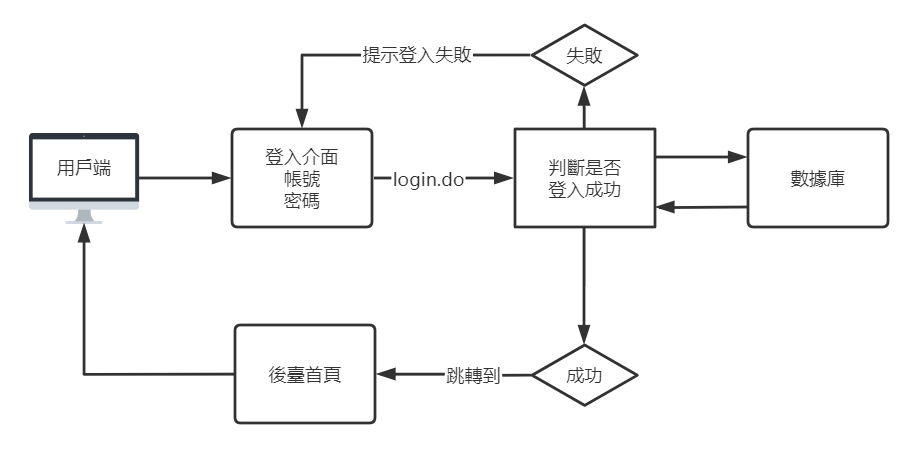 提示登入失敗
失敗
用戶端
登入介面
帳號
密碼
login.do
判斷是否
登入成功
數據庫
後臺首頁
跳轉到
成功